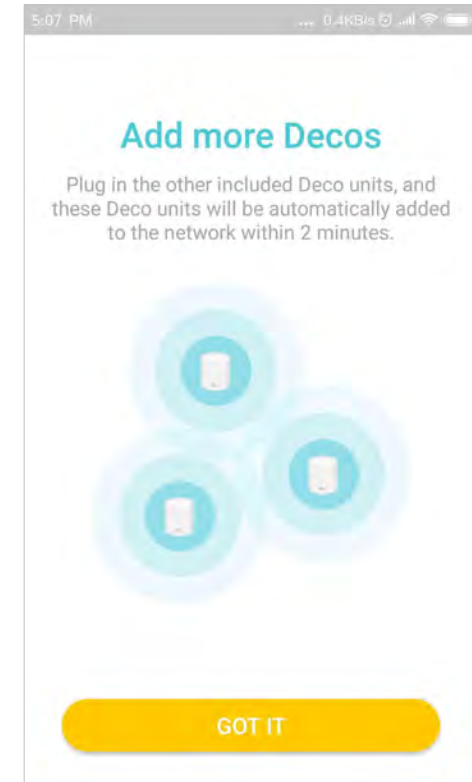 5:07 PM ... 0.4KB/s
Add more Decos
Plug in the other included Deco units, and
these Deco units will be automatically added
to the network within 2 minutes.
GOT IT